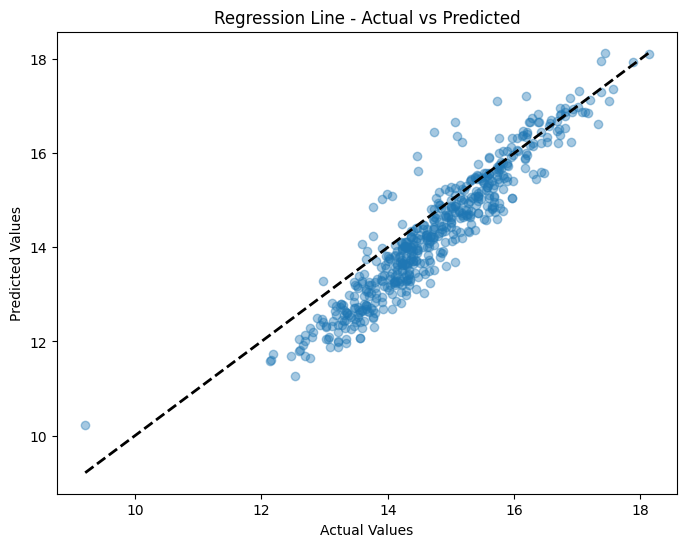 Regression Line - Actual vs Predicted
18
16
14
12
10
Predicted Values
10 12 14 16 18
Actual Values